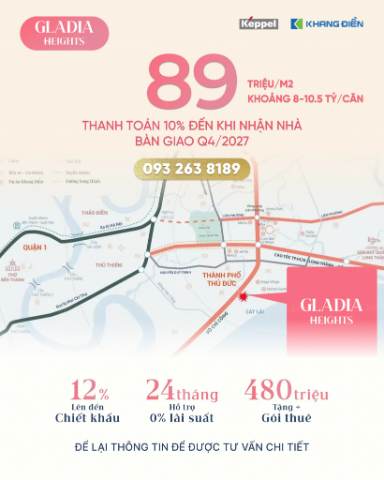 GLADIA
HEIGHTS
Keppel
KHANG ĐIỀN
89
TRIỆU/M2
KHOẢNG 8-10.5 TỶ/CĂN
THANH TOÁN 10% ĐẾN KHI NHẬN NHÀ
BÀN GIAO Q4/2027
093 263 8189
THẢO ĐIỀN
QUẬN 1
THỦ THIÊM
THÀNH PHỐ
THỦ ĐỨC
VÕ CHÍ CÔNG
CÁT LÁI
GLADIA
HEIGHTS
12%
Lên đến
Chiết khấu
24 tháng
Hỗ trợ
0% lãi suất
480 triệu
Tặng +
Gói thuê
ĐỂ LẠI THÔNG TIN ĐỂ ĐƯỢC TƯ VẤN CHI TIẾT